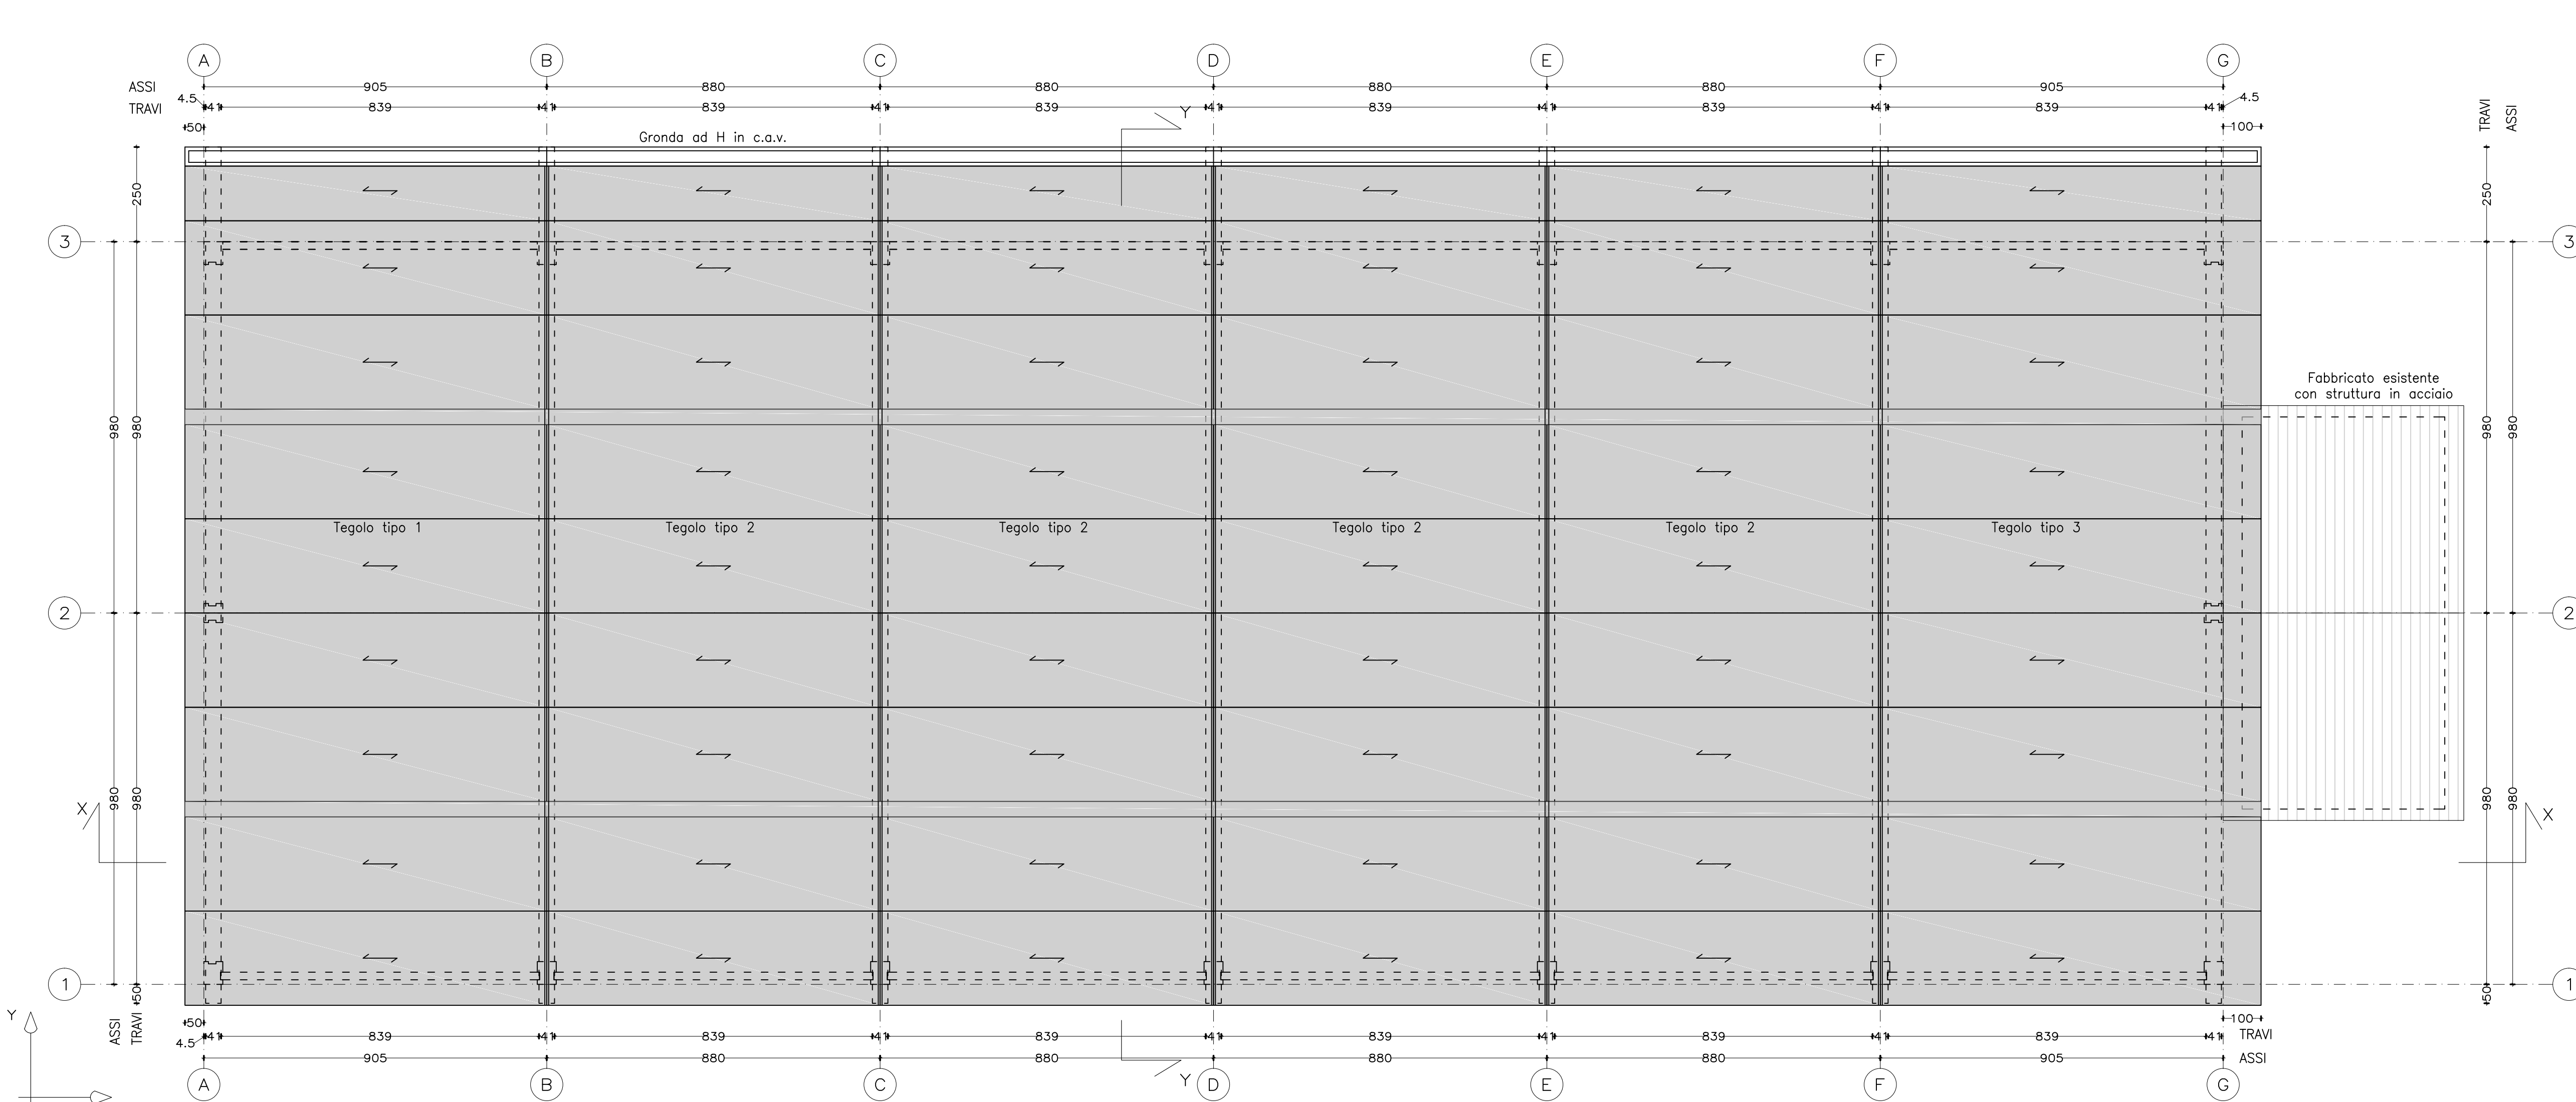 A B C D E F G
ASSI 905 880 880 880 880 905
TRAVI 4.5 41 839 41 839 41 839 41 839 41 839 41 839 41 4.5
50 Y 100
TRAVI ASSI
Gronda ad H in c.a.v.
250 250
3 3
Fabbricato esistente
con struttura in acciaio
980 980 980 980
Tegolo tipo 1 Tegolo tipo 2 Tegolo tipo 2 Tegolo tipo 2 Tegolo tipo 2 Tegolo tipo 3
2 2
980 980 980 980
X X
1 1
50 50
Y
ASSI TRAVI
50 100
4.5 41 839 41 839 41 839 41 839 41 839 41 839 41 TRAVI
905 880 880 880 880 905 ASSI
Y
A B C D E F G